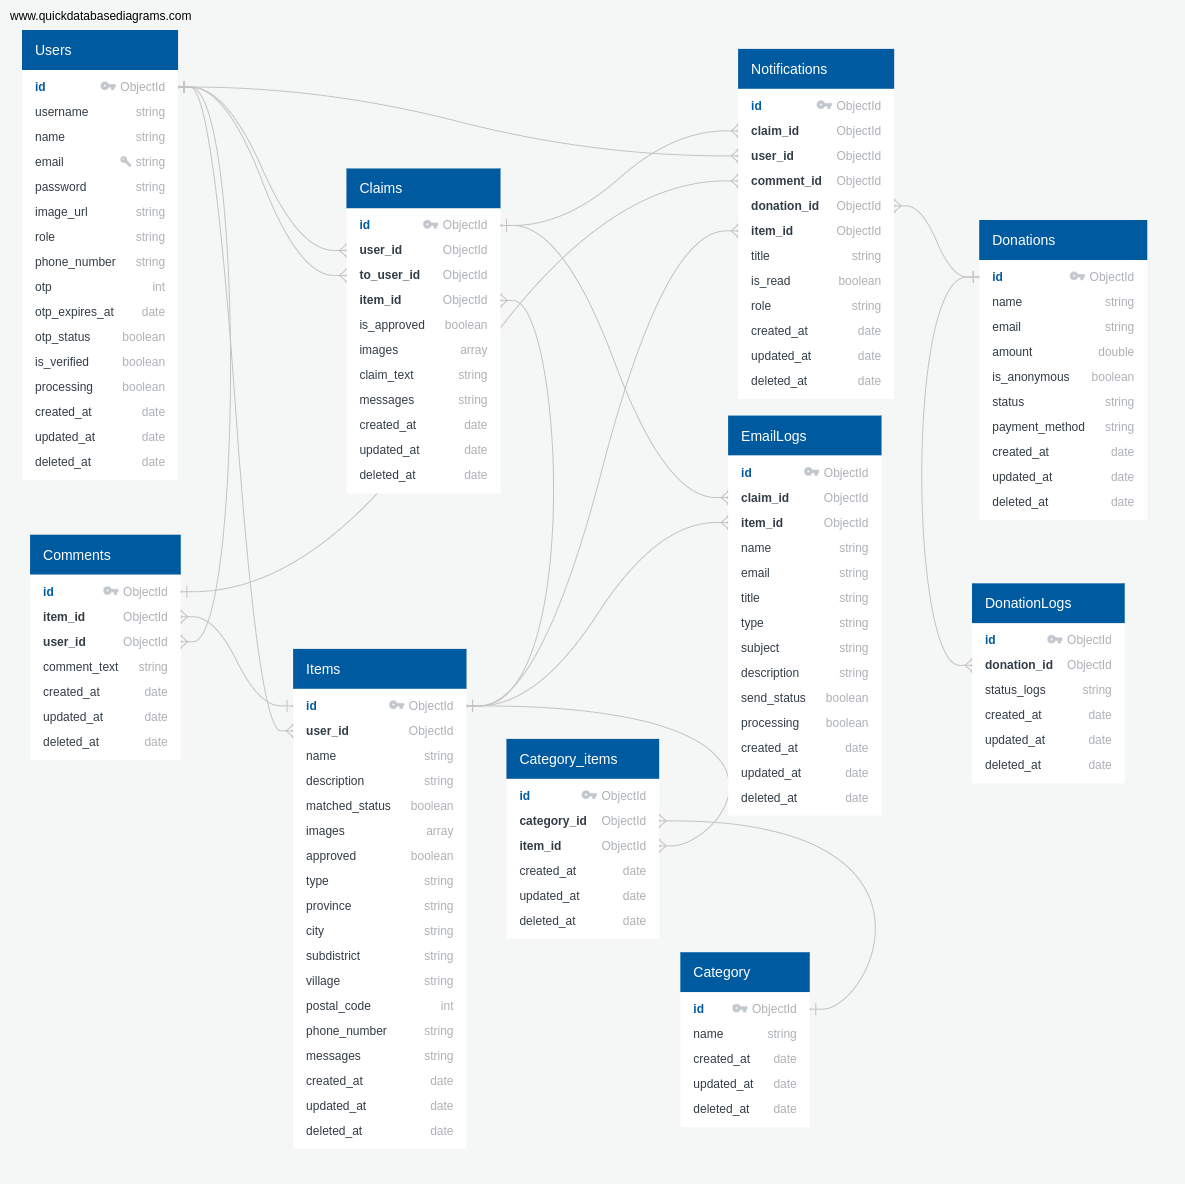 www.quickdatabasediagrams.com
Users
id ObjectId
username string
name string
email string
password string
image_url string
role string
phone_number string
otp int
otp_expires_at date
otp_status boolean
is_verified boolean
processing boolean
created_at date
updated_at date
deleted_at date
Claims
id ObjectId
user_id ObjectId
to_user_id ObjectId
item_id ObjectId
is_approved boolean
images array
claim_text string
messages string
created_at date
updated_at date
deleted_at date
Notifications
id ObjectId
claim_id ObjectId
user_id ObjectId
comment_id ObjectId
donation_id ObjectId
item_id ObjectId
title string
is_read boolean
role string
created_at date
updated_at date
deleted_at date
Donations
id ObjectId
name string
email string
amount double
is_anonymous boolean
status string
payment_method string
created_at date
updated_at date
deleted_at date
EmailLogs
id ObjectId
claim_id ObjectId
item_id ObjectId
name string
email string
title string
type string
subject string
description string
send_status boolean
processing boolean
created_at date
updated_at date
deleted_at date
DonationLogs
id ObjectId
donation_id ObjectId
status_logs string
created_at date
updated_at date
deleted_at date
Comments
id ObjectId
item_id ObjectId
user_id ObjectId
comment_text string
created_at date
updated_at date
deleted_at date
Items
id ObjectId
user_id ObjectId
name string
description string
matched_status boolean
images array
approved boolean
type string
province string
city string
subdistrict string
village string
postal_code int
phone_number string
messages string
created_at date
updated_at date
deleted_at date
Category_items
id ObjectId
category_id ObjectId
item_id ObjectId
created_at date
updated_at date
deleted_at date
Category
id ObjectId
name string
created_at date
updated_at date
deleted_at date